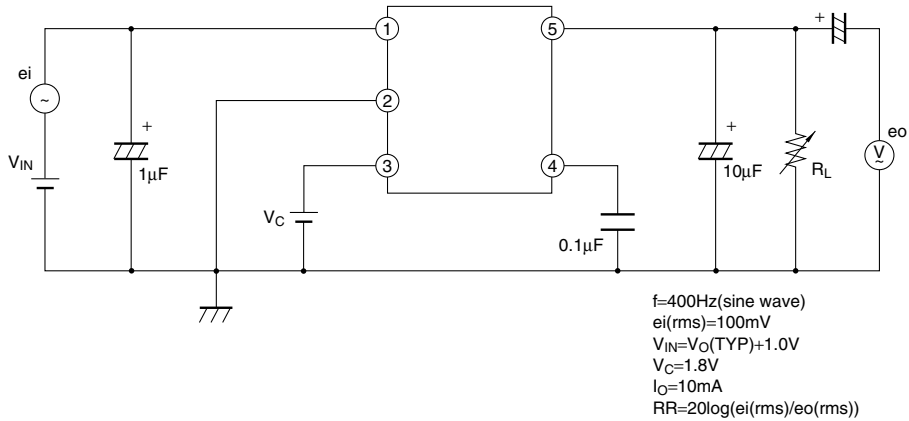 +
1
5
ei
~
+
+
2
eo
V
~
VIN
1μF
3
4
10μF
RL
VC
0.1μF
f=400Hz(sine wave)
ei(rms)=100mV
VIN=VO(TYP)+1.0V
VC=1.8V
IO=10mA
RR=20log(ei(rms)/eo(rms))